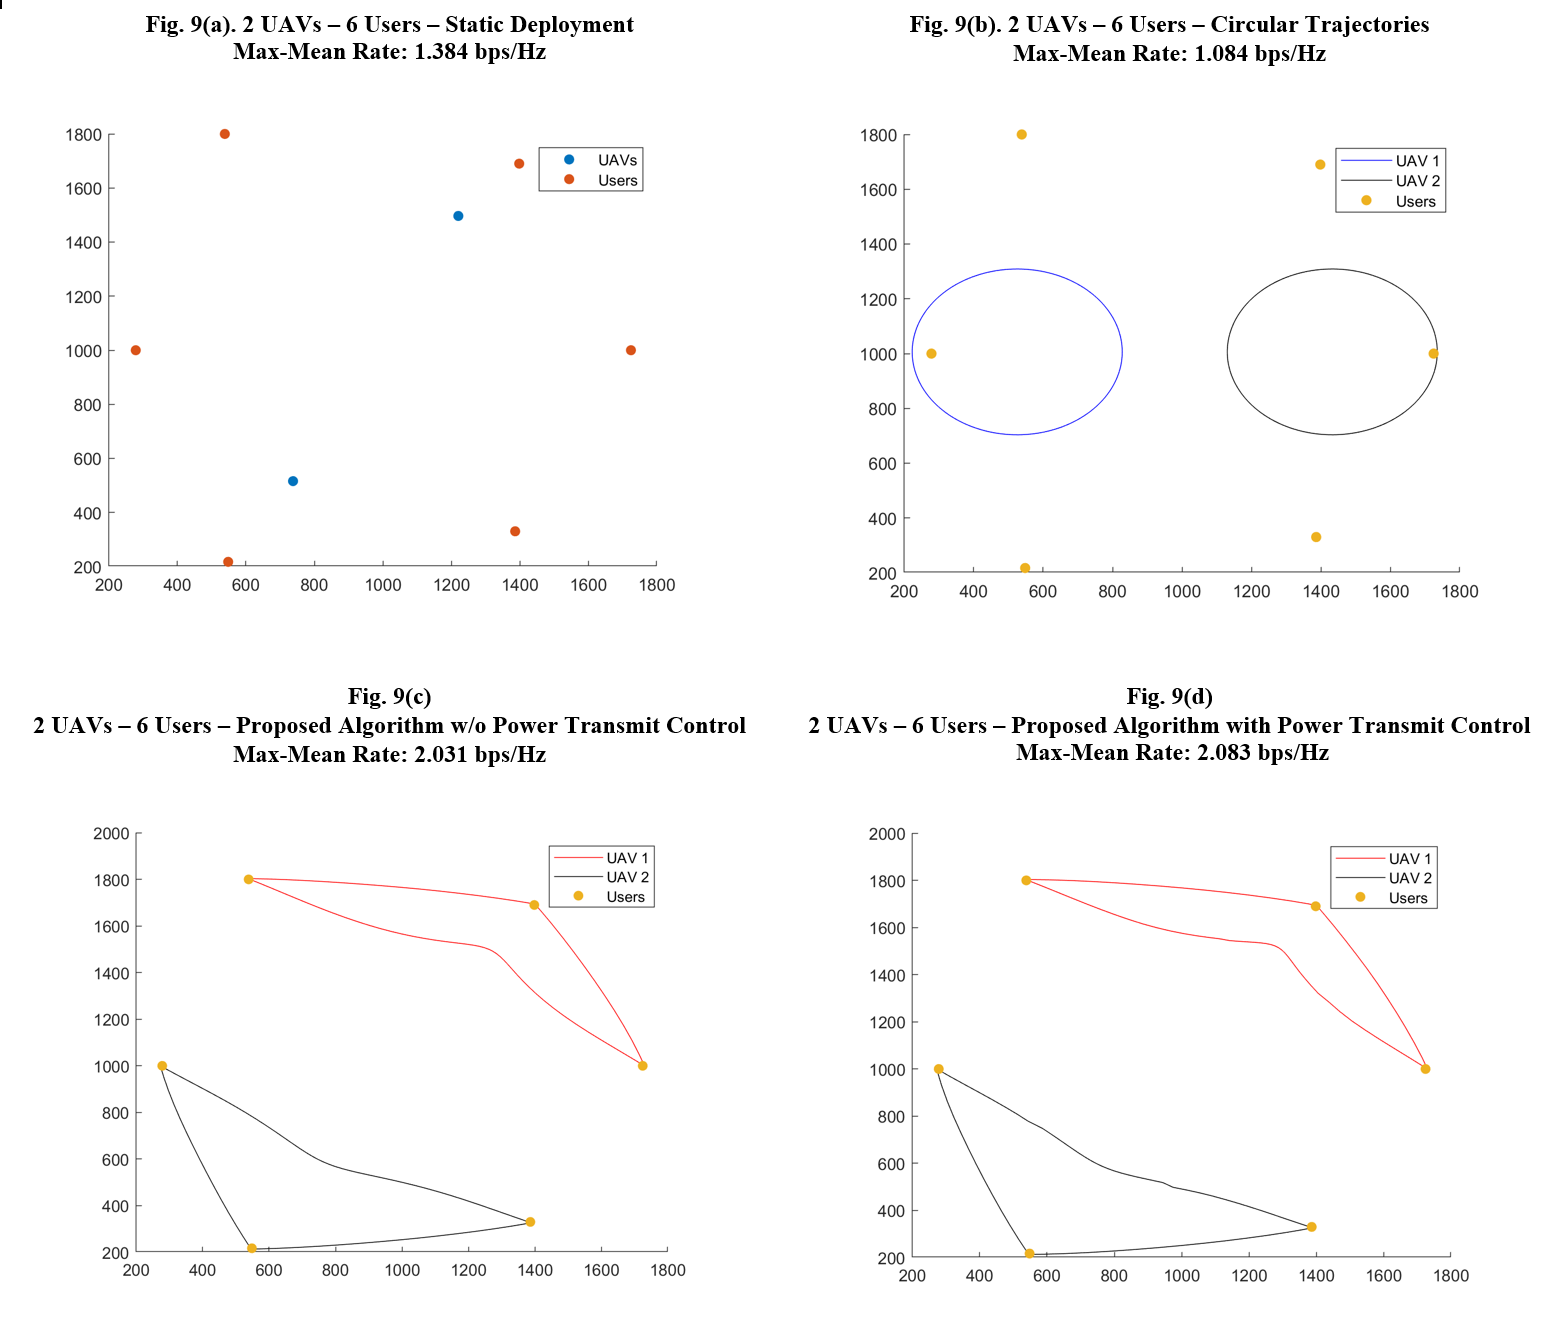 Fig. 9(a). 2 UAVs – 6 Users – Static Deployment
Max-Mean Rate: 1.384 bps/Hz
1800
1600
1400
1200
1000
800
600
400
200
200 400 600 800 1000 1200 1400 1600 1800
UAVs
Users
Fig. 9(b). 2 UAVs – 6 Users – Circular Trajectories
Max-Mean Rate: 1.084 bps/Hz
1800
1600
1400
1200
1000
800
600
400
200
200 400 600 800 1000 1200 1400 1600 1800
UAV 1
UAV 2
Users
Fig. 9(c)
2 UAVs – 6 Users – Proposed Algorithm w/o Power Transmit Control
Max-Mean Rate: 2.031 bps/Hz
2000
1800
1600
1400
1200
1000
800
600
400
200
200 400 600 800 1000 1200 1400 1600 1800
UAV 1
UAV 2
Users
Fig. 9(d)
2 UAVs – 6 Users – Proposed Algorithm with Power Transmit Control
Max-Mean Rate: 2.083 bps/Hz
2000
1800
1600
1400
1200
1000
800
600
400
200
200 400 600 800 1000 1200 1400 1600 1800
UAV 1
UAV 2
Users